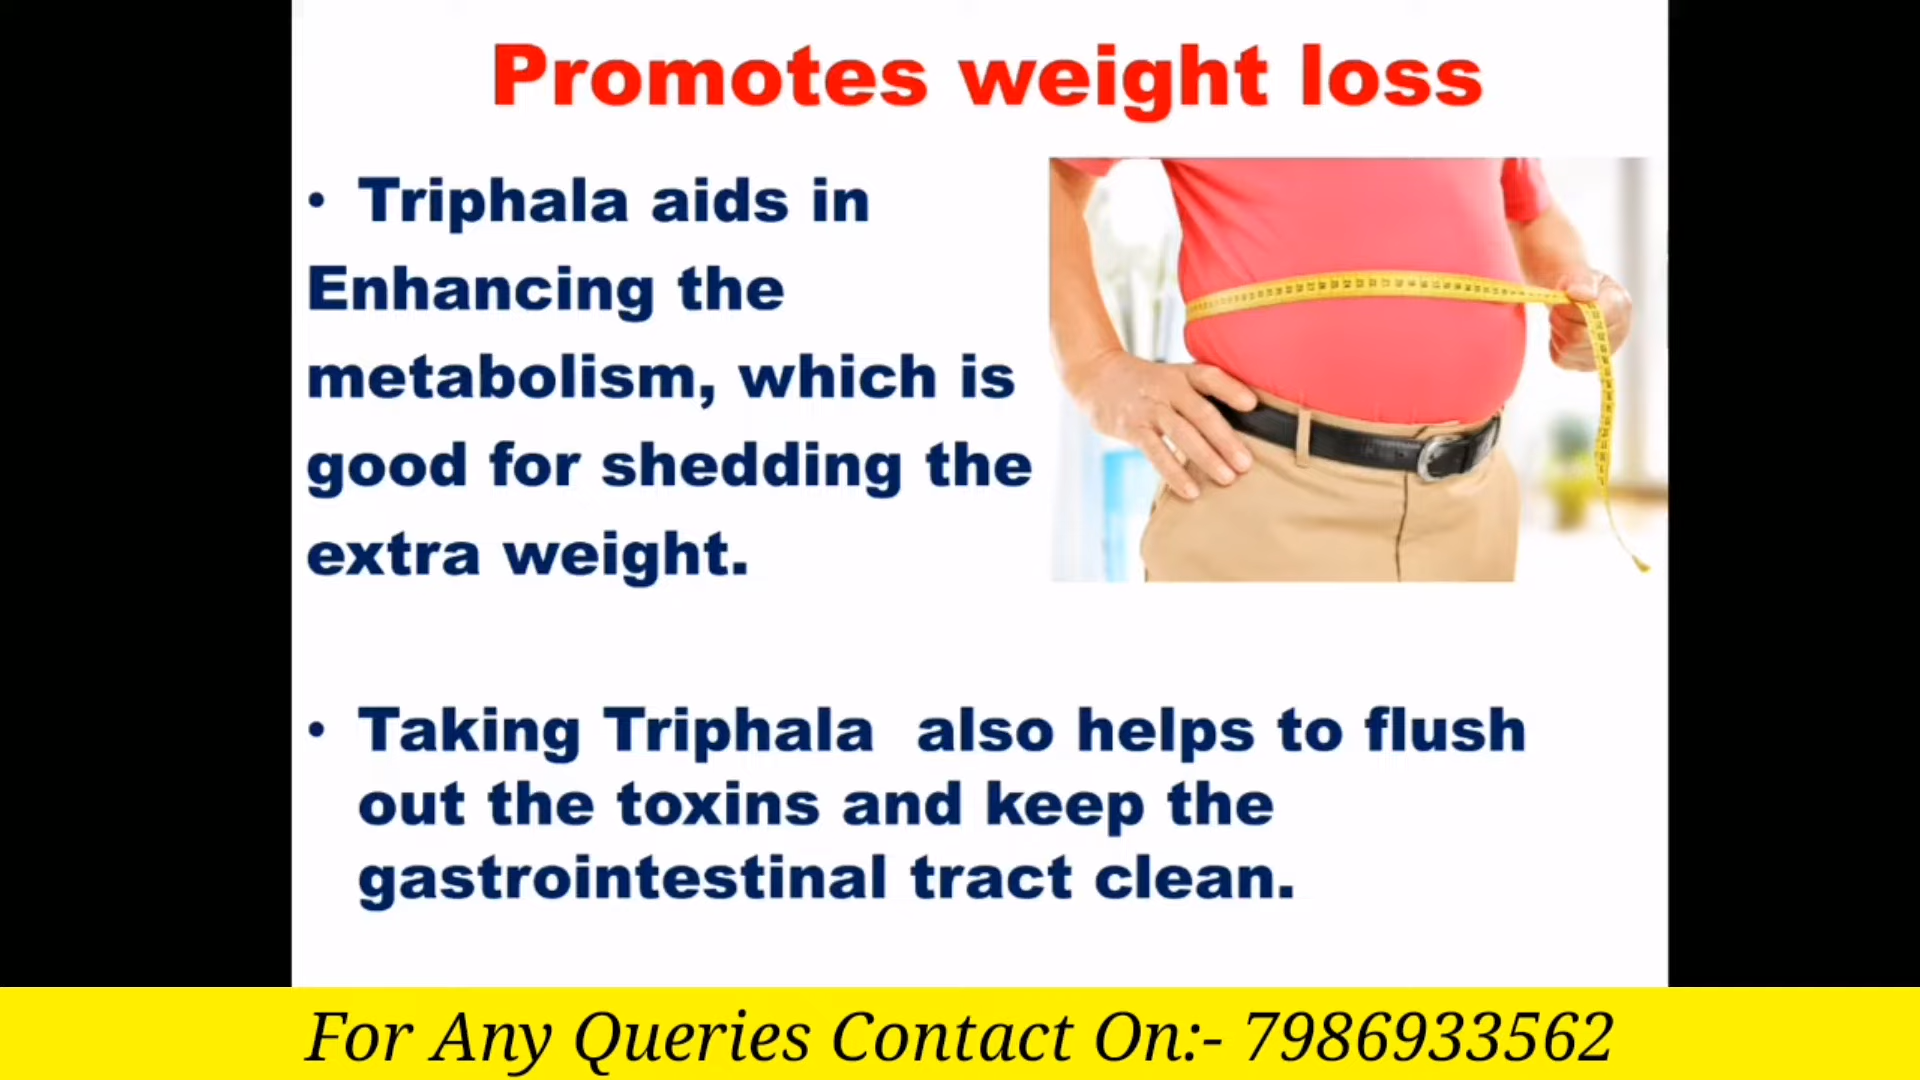 Promotes weight loss
• Triphala aids in
Enhancing the
metabolism, which is
good for shedding the
extra weight.
• Taking Triphala also helps to flush
out the toxins and keep the
gastrointestinal tract clean.
For Any Queries Contact On:- 7986933562